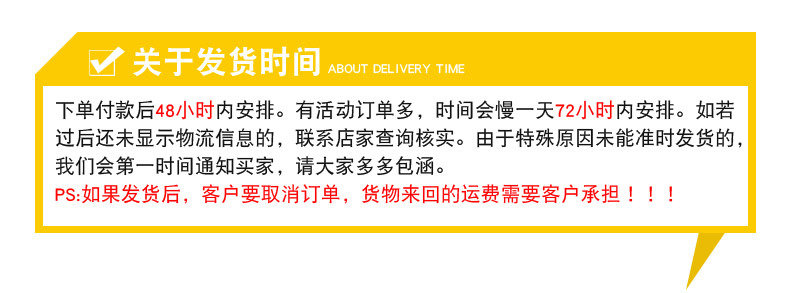 关于发货时间 ABOUT DELIVERY TIME
下单付款后48小时内安排。有活动订单多，时间会慢一天72小时内安排。如若
过后还未显示物流信息的，联系店家查询核实。由于特殊原因未能准时发货的，
我们会第一时间通知买家，请大家多多包涵。
PS:如果发货后，客户要取消订单，货物来回的运费需要客户承担！！！